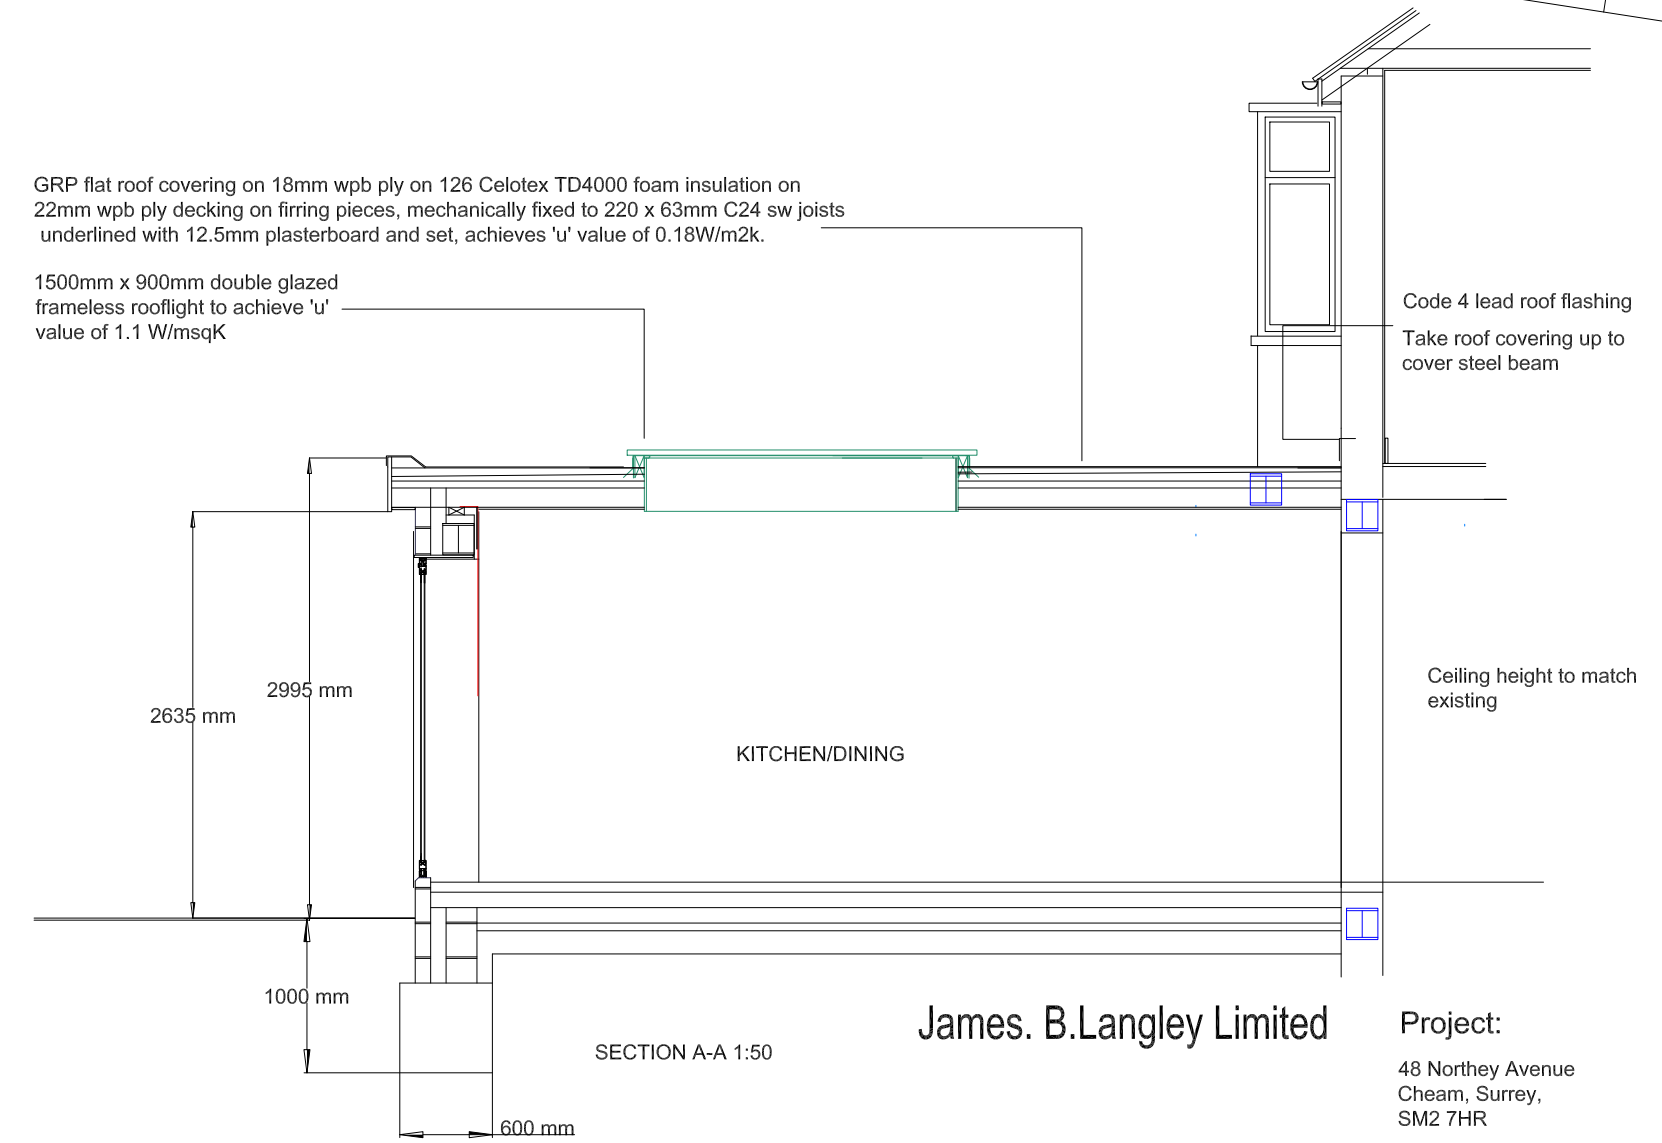 GRP flat roof covering on 18mm wpb ply on 126 Celotex TD4000 foam insulation on
22mm wpb ply decking on firring pieces, mechanically fixed to 220 x 63mm C24 sw joists
underlined with 12.5mm plasterboard and set, achieves 'u' value of 0.18W/m2k.
1500mm x 900mm double glazed
frameless rooflight to achieve 'u'
value of 1.1 W/msqK
Code 4 lead roof flashing
Take roof covering up to
cover steel beam
2995 mm
2635 mm
Ceiling height to match
existing
KITCHEN/DINING
1000 mm
SECTION A-A 1:50
600 mm
James. B.Langley Limited
Project:
48 Northey Avenue
Cheam, Surrey,
SM2 7HR